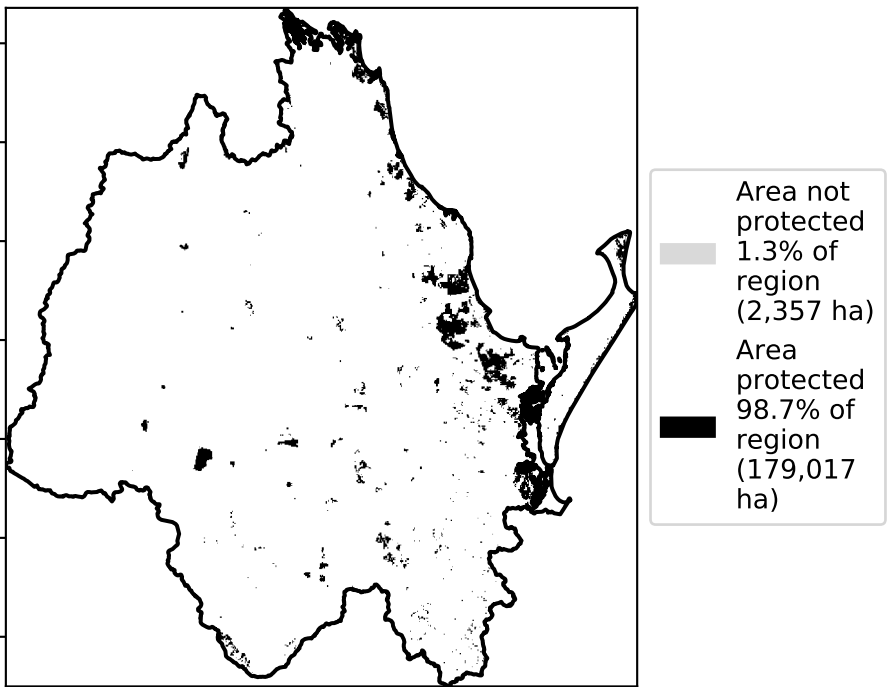 Area not
protected
1.3% of
region
(2,357 ha)
Area
protected
98.7% of
region
(179,017
ha)